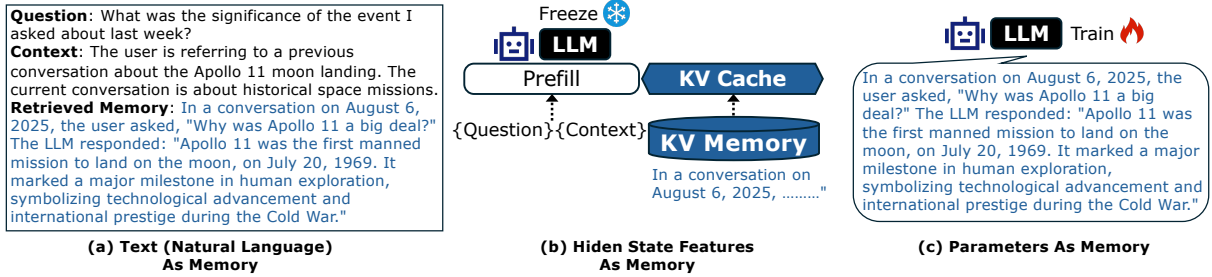 Question: What was the significance of the event I
asked about last week?
Context: The user is referring to a previous
conversation about the Apollo 11 moon landing. The
current conversation is about historical space missions.
Retrieved Memory: In a conversation on August 6,
2025, the user asked, "Why was Apollo 11 a big deal?"
The LLM responded: "Apollo 11 was the first manned
mission to land on the moon, on July 20, 1969. It
marked a major milestone in human exploration,
symbolizing technological advancement and
international prestige during the Cold War."
(a) Text (Natural Language)
As Memory
Freeze
LLM
Prefill
KV Cache
{Question}{Context}
KV Memory
In a conversation on
August 6, 2025, ………"
(b) Hiden State Features
As Memory
LLM Train
In a conversation on August 6, 2025, the
user asked, "Why was Apollo 11 a big
deal?" The LLM responded: "Apollo 11 was
the first manned mission to land on the
moon, on July 20, 1969. It marked a major
milestone in human exploration,
symbolizing technological advancement and
international prestige during the Cold War."
(c) Parameters As Memory